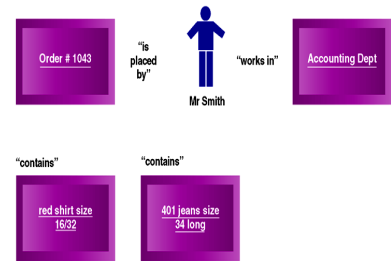 Order # 1043
“is
placed
by”
Mr Smith
“works in”
Accounting Dept
“contains”
“contains”
red shirt size
16/32
401 jeans size
34 long